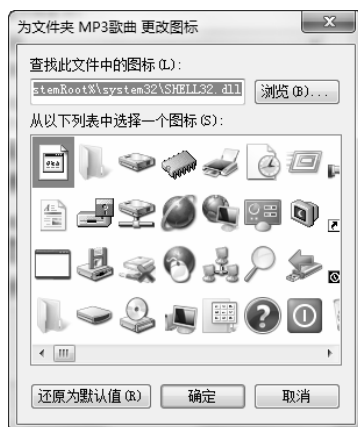 为文件夹 MP3歌曲 更改图标
查找此文件中的图标(L):
stemRoot%\system32\SHELL32.dll
浏览(B)...
从以下列表中选择一个图标(S):
还原为默认值(R)
确定
取消